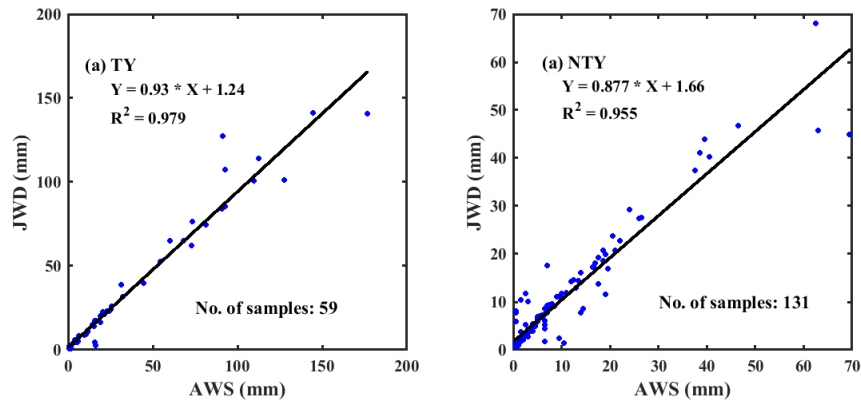 200
150
100
50
0
JWD (mm)
(a) TY
Y = 0.93 * X + 1.24
R² = 0.979
No. of samples: 59
0 50 100 150 200
AWS (mm)
70
60
50
40
30
20
10
0
JWD (mm)
(a) NTY
Y = 0.877 * X + 1.66
R² = 0.955
No. of samples: 131
0 10 20 30 40 50 60 70
AWS (mm)